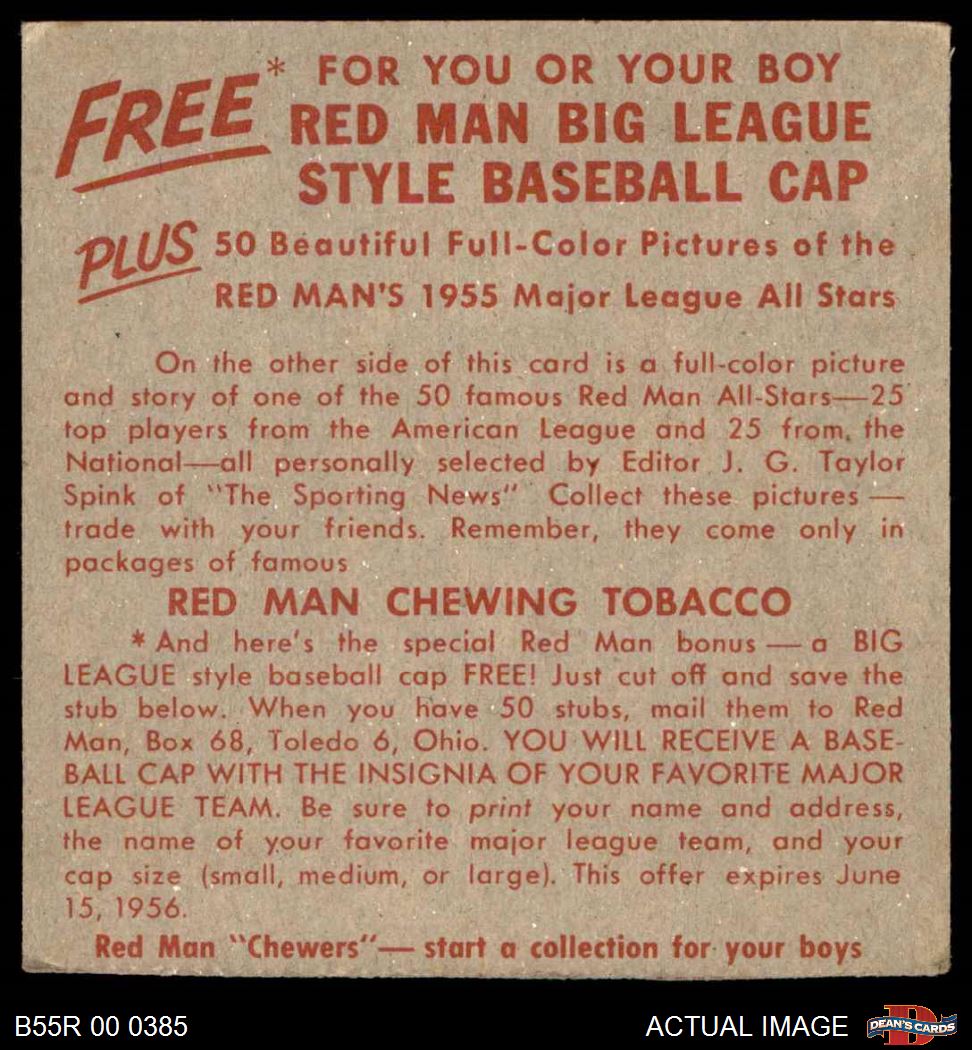 FREE* FOR YOU OR YOUR BOY
RED MAN BIG LEAGUE
STYLE BASEBALL CAP
PLUS 50 Beautiful Full-Color Pictures of the
RED MAN'S 1955 Major League All Stars
On the other side of this card is a full-color picture
and story of one of the 50 famous Red Man All-Stars—25
top players from the American League and 25 from the
National—all personally selected by Editor J. G. Taylor
Spink of "The Sporting News" Collect these pictures —
trade with your friends. Remember, they come only in
packages of famous
RED MAN CHEWING TOBACCO
* And here's the special Red Man bonus — a BIG
LEAGUE style baseball cap FREE! Just cut off and save the
stub below. When you have 50 stubs, mail them to Red
Man, Box 68, Toledo 6, Ohio. YOU WILL RECEIVE A BASE-
BALL CAP WITH THE INSIGNIA OF YOUR FAVORITE MAJOR
LEAGUE TEAM. Be sure to print your name and address,
the name of your favorite major league team, and your
cap size (small, medium, or large). This offer expires June
15, 1956.
Red Man "Chewers"— start a collection for your boys
B55R 00 0385
ACTUAL IMAGE
D
DEAN'S CARDS